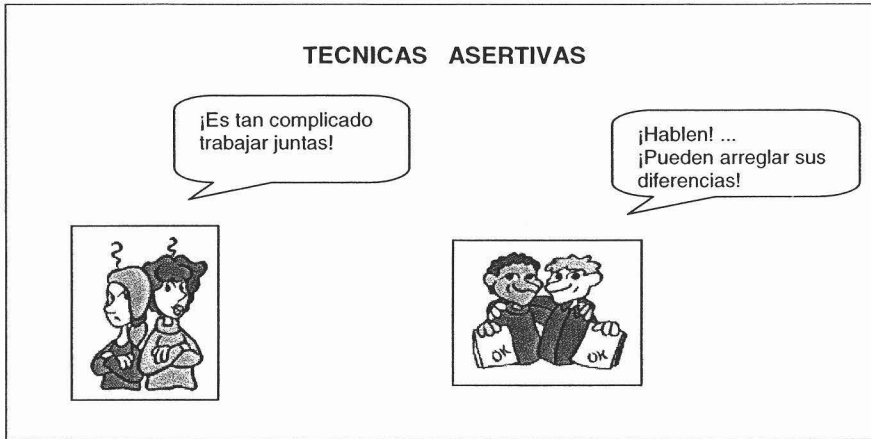 TECNICAS ASERTIVAS
¡Es tan complicado
trabajar juntas!
¡Hablen! ...
¡Pueden arreglar sus
diferencias!
OK
OK